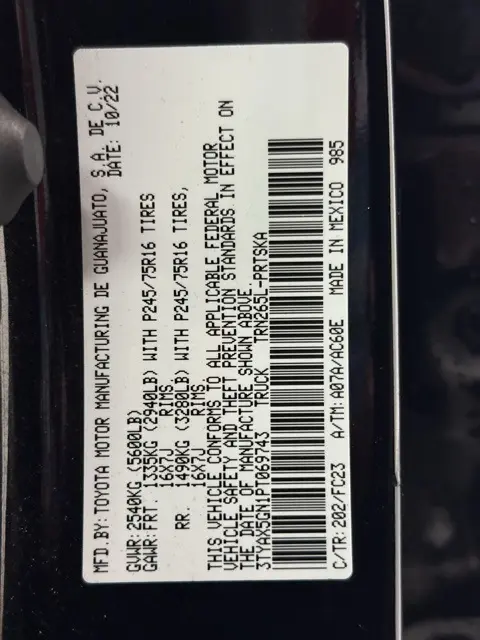 MFD.BY: TOYOTA MOTOR MANUFACTURING DE GUANAJUATO, S.A. DE C.V.
DATE: 10/22
GVWR: 2540KG (5600LB)
GAWR: FRT. 1335KG (2940LB) WITH P245/75R16 TIRES
16X7J RIMS,
RR. 1490KG (3280LB) WITH P245/75R16 TIRES,
16X7J RIMS.
THIS VEHICLE CONFORMS TO ALL APPLICABLE FEDERAL MOTOR
VEHICLE SAFETY AND THEFT PREVENTION STANDARDS IN EFFECT ON
THE DATE OF MANUFACTURE SHOWN ABOVE.
3TYAX5GN1PT069743 TRUCK TRN265L-PRTSKA
C/TR: 202/FC23 A/TM: A07A/AC60E MADE IN MEXICO 985